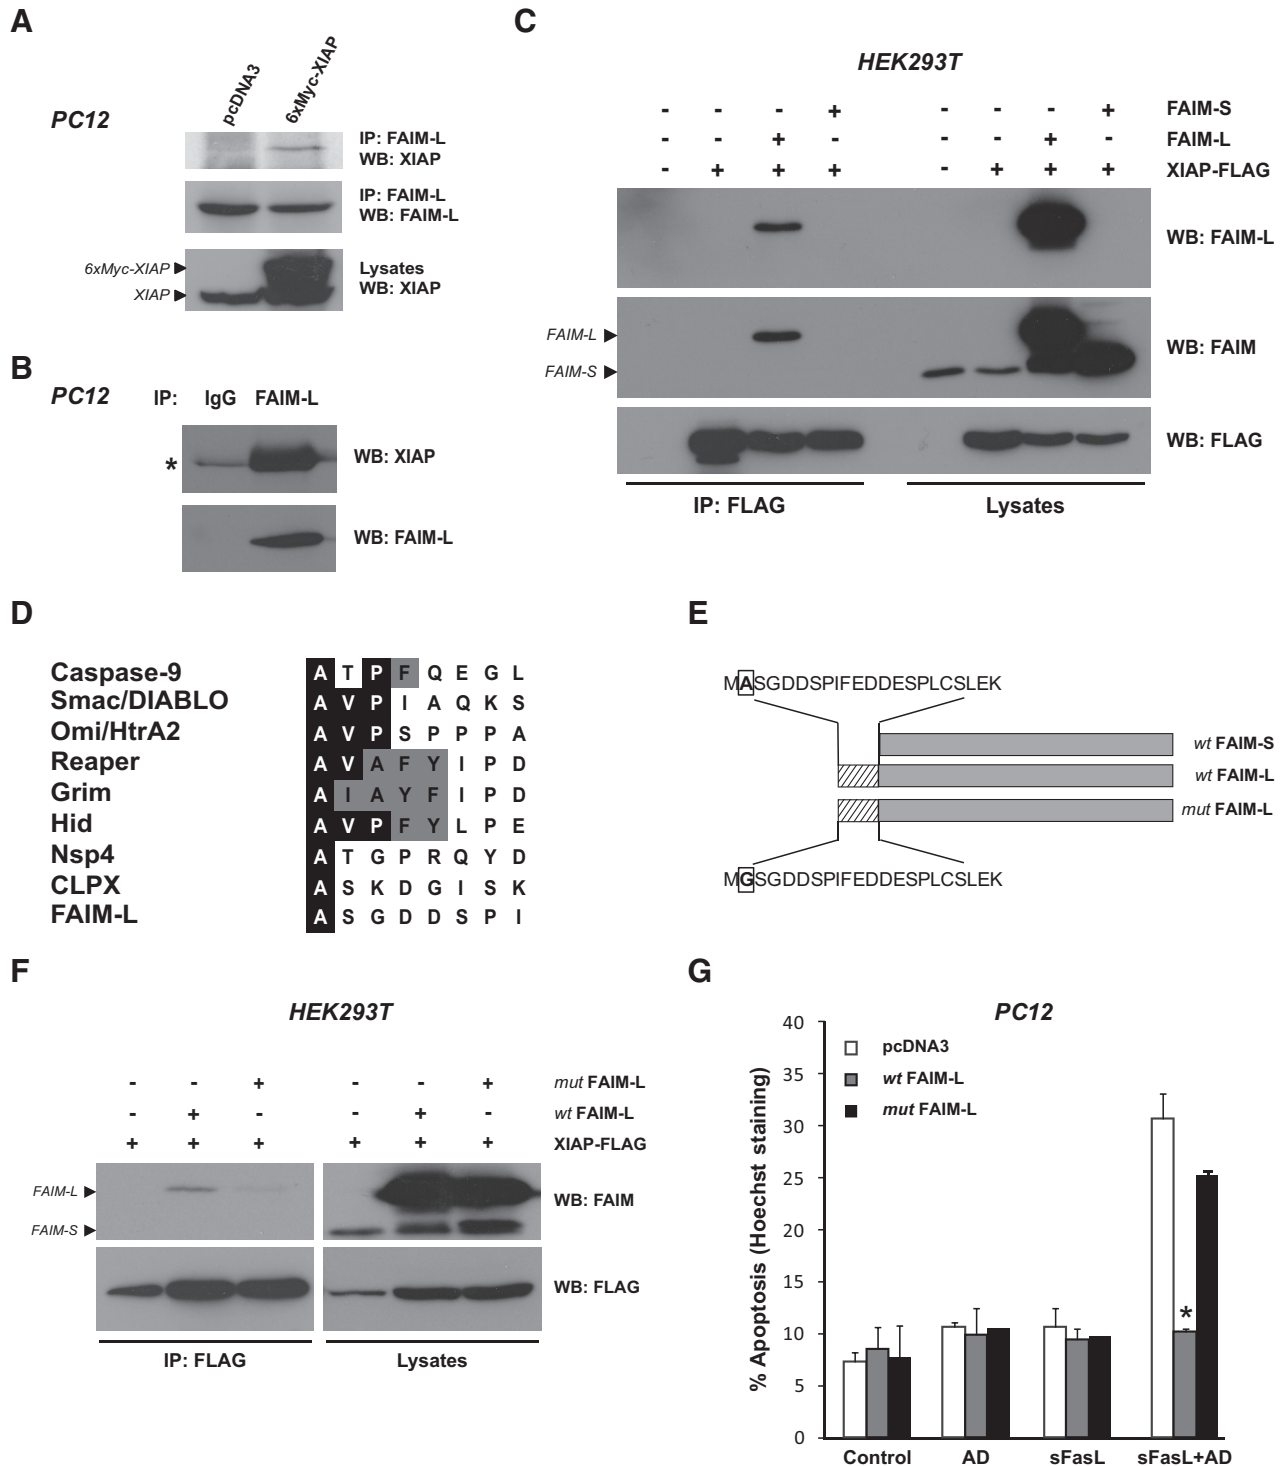 A
PC12
pcDNA3
6xMyc-XIAP
IP: FAIM-L
WB: XIAP
IP: FAIM-L
WB: FAIM-L
6xMyc-XIAP
XIAP
Lysates
WB: XIAP
B
PC12
IP: IgG FAIM-L
*
WB: XIAP
WB: FAIM-L
C
HEK293T
- - - + - - - + FAIM-S
- - + - - - + - FAIM-L
- + + + - + + + XIAP-FLAG
WB: FAIM-L
FAIM-L
FAIM-S
WB: FAIM
WB: FLAG
IP: FLAG Lysates
D
Caspase-9 A T P F Q E G L
Smac/DIABLO A V P I A Q K S
Omi/HtrA2 A V P S P P P A
Reaper A V A F Y I P D
Grim A I A Y F I P D
Hid A V P F Y L P E
Nsp4 A T G P R Q Y D
CLPX A S K D G I S K
FAIM-L A S G D D S P I
E
MASGDDSPIFEDDESPLCSLEK
wt FAIM-S
wt FAIM-L
mut FAIM-L
MGSGDDSPIFEDDESPLCSLEK
F
HEK293T
- - + - - + mut FAIM-L
- + - - + - wt FAIM-L
+ + + + + + XIAP-FLAG
FAIM-L
FAIM-S
WB: FAIM
WB: FLAG
IP: FLAG Lysates
G
PC12
% Apoptosis (Hoechst staining)
40
35
30
25
20
15
10
5
0
pcDNA3
wt FAIM-L
mut FAIM-L
*
Control AD sFasL sFasL+AD